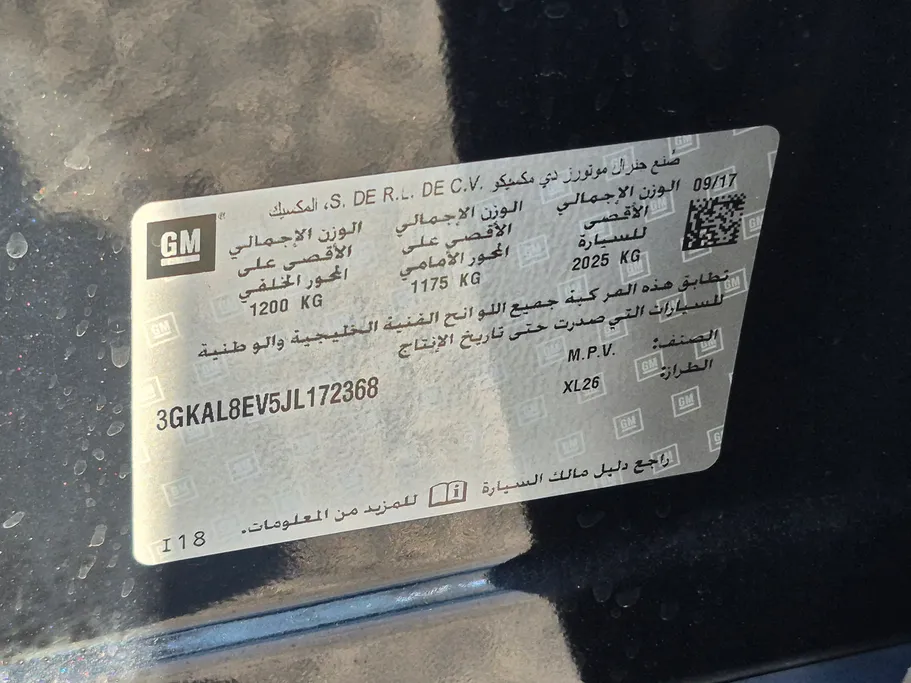 صُنع جنرال موتورز دي مكسيكو .S. DE R.L. DE C.V، المكسيك
09/17
الوزن الإجمالي
الأقصى
للسيارة
2025 KG
الوزن الإجمالي
الأقصى على
المحور الأمامي
1175 KG
الوزن الإجمالي
الأقصى على
المحور الخلفي
1200 KG
GM
تطابق هذه المركبة جميع اللوائح الفنية الخليجية والوطنية
للسيارات التي صدرت حتى تاريخ الإنتاج
الصنف: M.P.V.
الطراز: XL26
3GKAL8EV5JL172368
راجع دليل مالك السيارة للمزيد من المعلومات.
I18